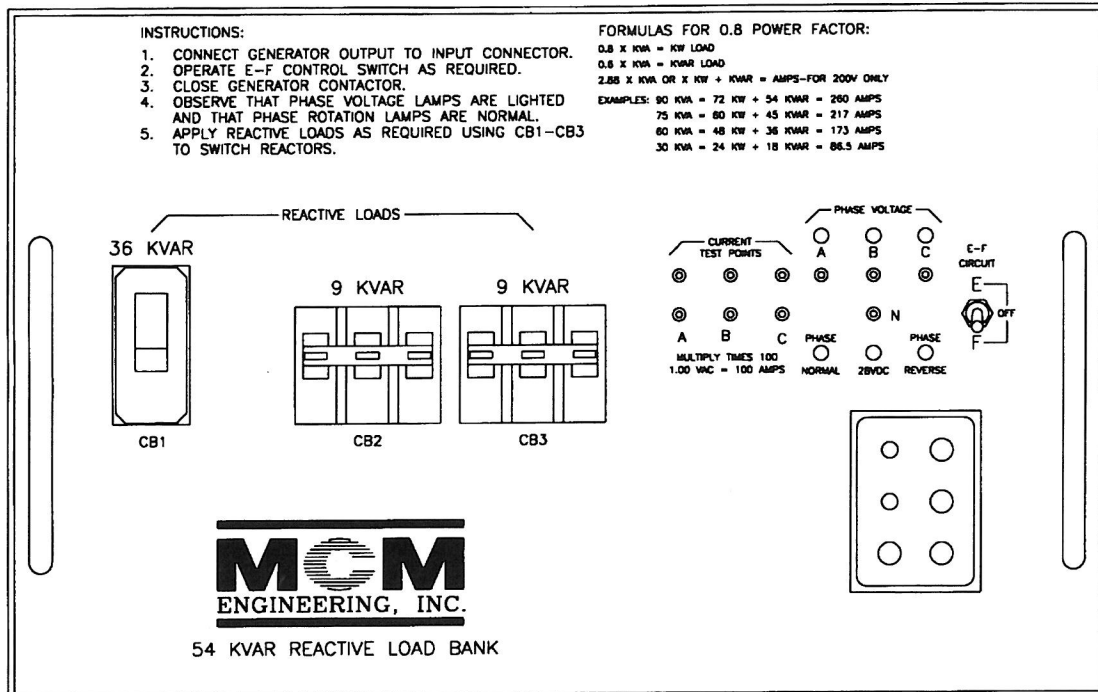 INSTRUCTIONS:
1. CONNECT GENERATOR OUTPUT TO INPUT CONNECTOR.
2. OPERATE E-F CONTROL SWITCH AS REQUIRED.
3. CLOSE GENERATOR CONTACTOR.
4. OBSERVE THAT PHASE VOLTAGE LAMPS ARE LIGHTED
AND THAT PHASE ROTATION LAMPS ARE NORMAL.
5. APPLY REACTIVE LOADS AS REQUIRED USING CB1-CB3
TO SWITCH REACTORS.
FORMULAS FOR 0.8 POWER FACTOR:
0.8 X KVA = KW LOAD
0.6 X KVA = KVAR LOAD
2.88 X KVA OR X KW + KVAR = AMPS-FOR 200V ONLY
EXAMPLES: 90 KVA = 72 KW + 54 KVAR = 260 AMPS
75 KVA = 60 KW + 45 KVAR = 217 AMPS
60 KVA = 48 KW + 36 KVAR = 173 AMPS
30 KVA = 24 KW + 18 KVAR = 86.5 AMPS
REACTIVE LOADS
36 KVAR
9 KVAR
9 KVAR
CB1
CB2
CB3
PHASE VOLTAGE
A B C
CURRENT
TEST POINTS
A B C
N
MULTIPLY TIMES 100
1.00 VAC = 100 AMPS
PHASE
NORMAL
28VDC
PHASE
REVERSE
E-F
CIRCUIT
E
OFF
F
MCM
ENGINEERING, INC.
54 KVAR REACTIVE LOAD BANK